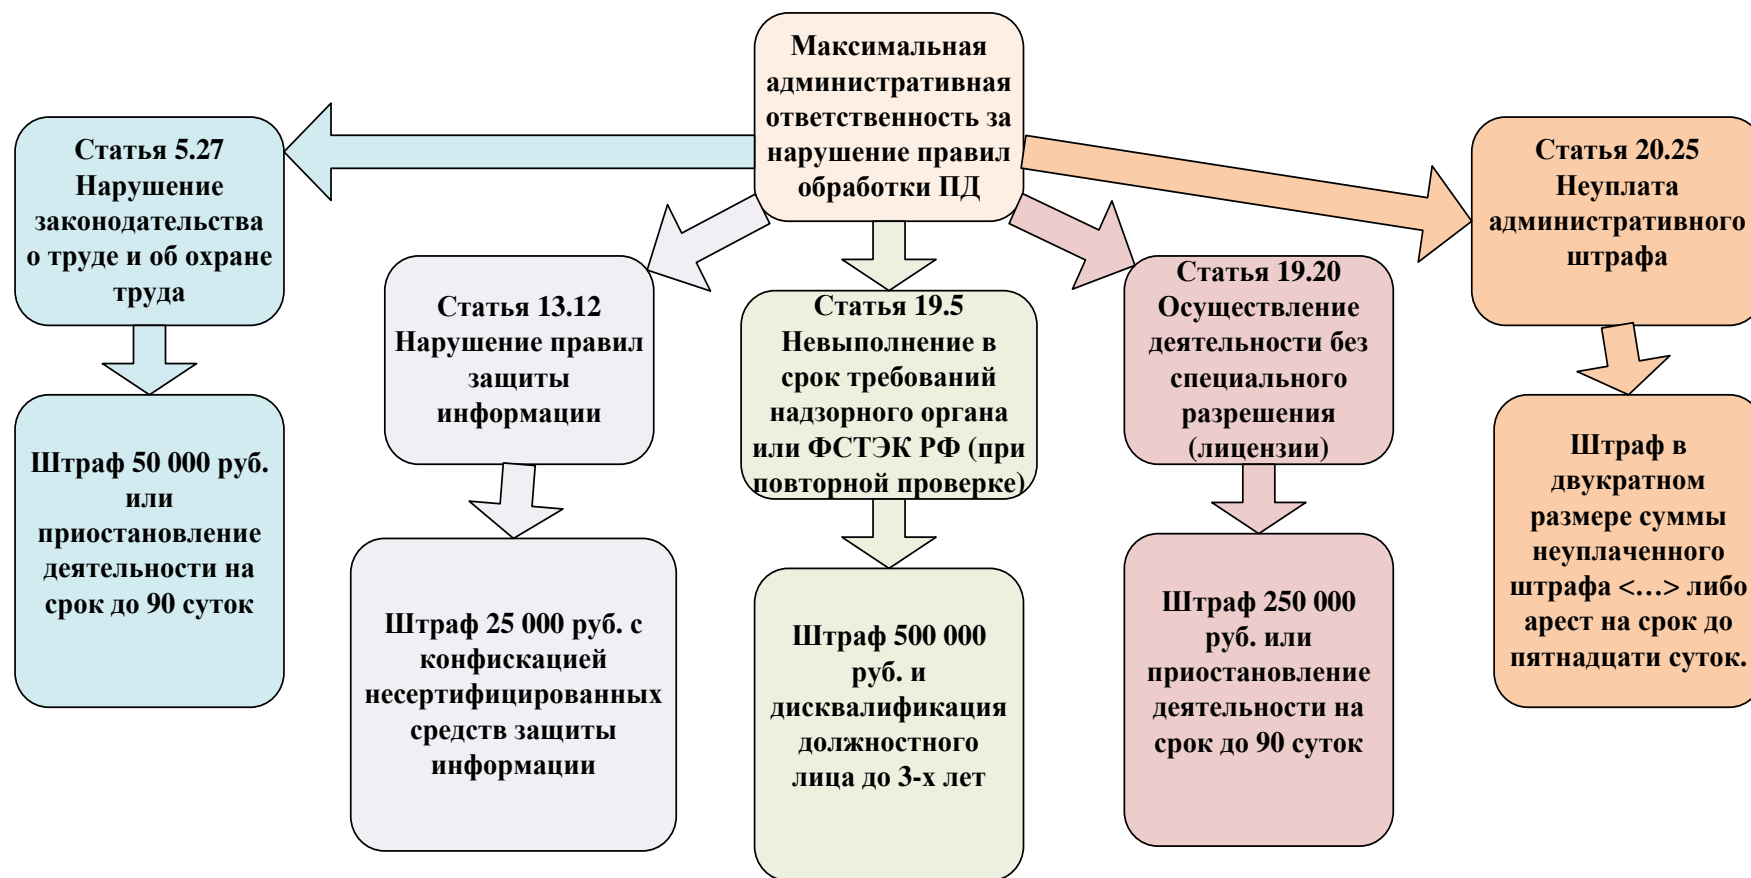 Максимальная
административная
ответственность за
нарушение правил
обработки ПД
Статья 5.27
Нарушение
законодательства
о труде и об охране
труда
Статья 13.12
Нарушение правил
защиты
информации
Статья 19.5
Невыполнение в
срок требований
надзорного органа
или ФСТЭК РФ (при
повторной проверке)
Статья 19.20
Осуществление
деятельности без
специального
разрешения
(лицензии)
Статья 20.25
Неуплата
административного
штрафа
Штраф 50 000 руб.
или
приостановление
деятельности на
срок до 90 суток
Штраф 25 000 руб. с
конфискацией
несертифицированных
средств защиты
информации
Штраф 500 000
руб. и
дисквалификация
должностного
лица до 3-х лет
Штраф 250 000
руб. или
приостановление
деятельности на
срок до 90 суток
Штраф в
двукратном
размере суммы
неуплаченного
штрафа <…> либо
арест на срок до
пятнадцати суток.